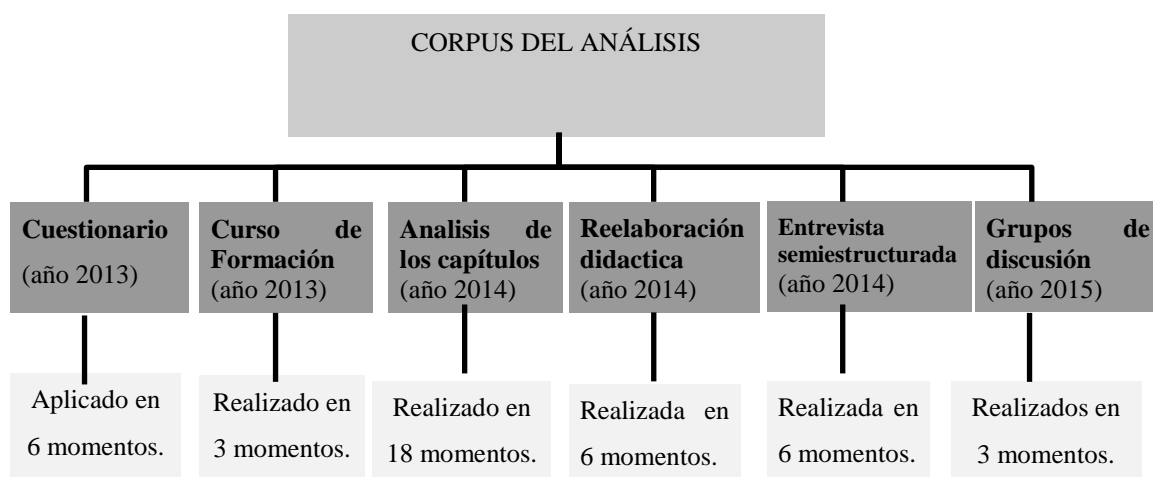 CORPUS DEL ANÁLISIS
Cuestionario
(año 2013)
Curso de
Formación
(año 2013)
Analisis de
los capítulos
(año 2014)
Reelaboración
didactica
(año 2014)
Entrevista
semiestructurada
(año 2014)
Grupos de
discusión
(año 2015)
Aplicado en
6 momentos.
Realizado en
3 momentos.
Realizado en
18 momentos.
Realizada en
6 momentos.
Realizada en
6 momentos.
Realizados en
3 momentos.